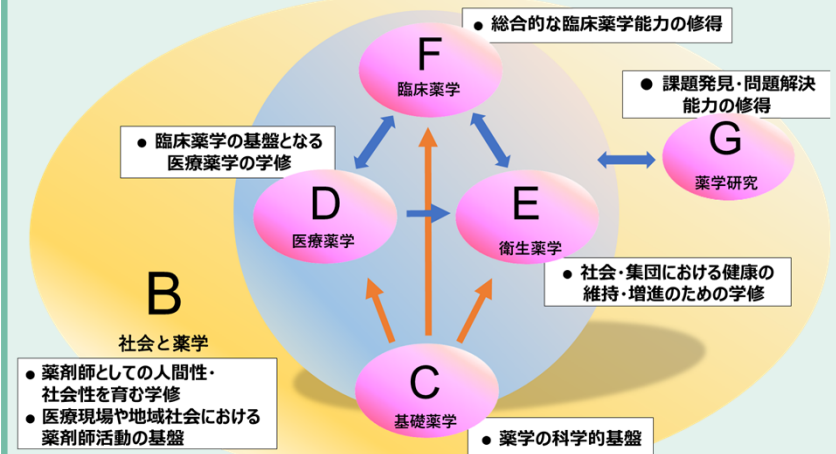 ● 総合的な臨床薬学能力の修得
F
臨床薬学
● 課題発見・問題解決
能力の修得
G
薬学研究
● 臨床薬学の基盤となる
医療薬学の学修
D
医療薬学
E
衛生薬学
● 社会・集団における健康の
維持・増進のための学修
B
社会と薬学
● 薬剤師としての人間性・
社会性を育む学修
● 医療現場や地域社会における
薬剤師活動の基盤
C
基礎薬学
● 薬学の科学的基盤